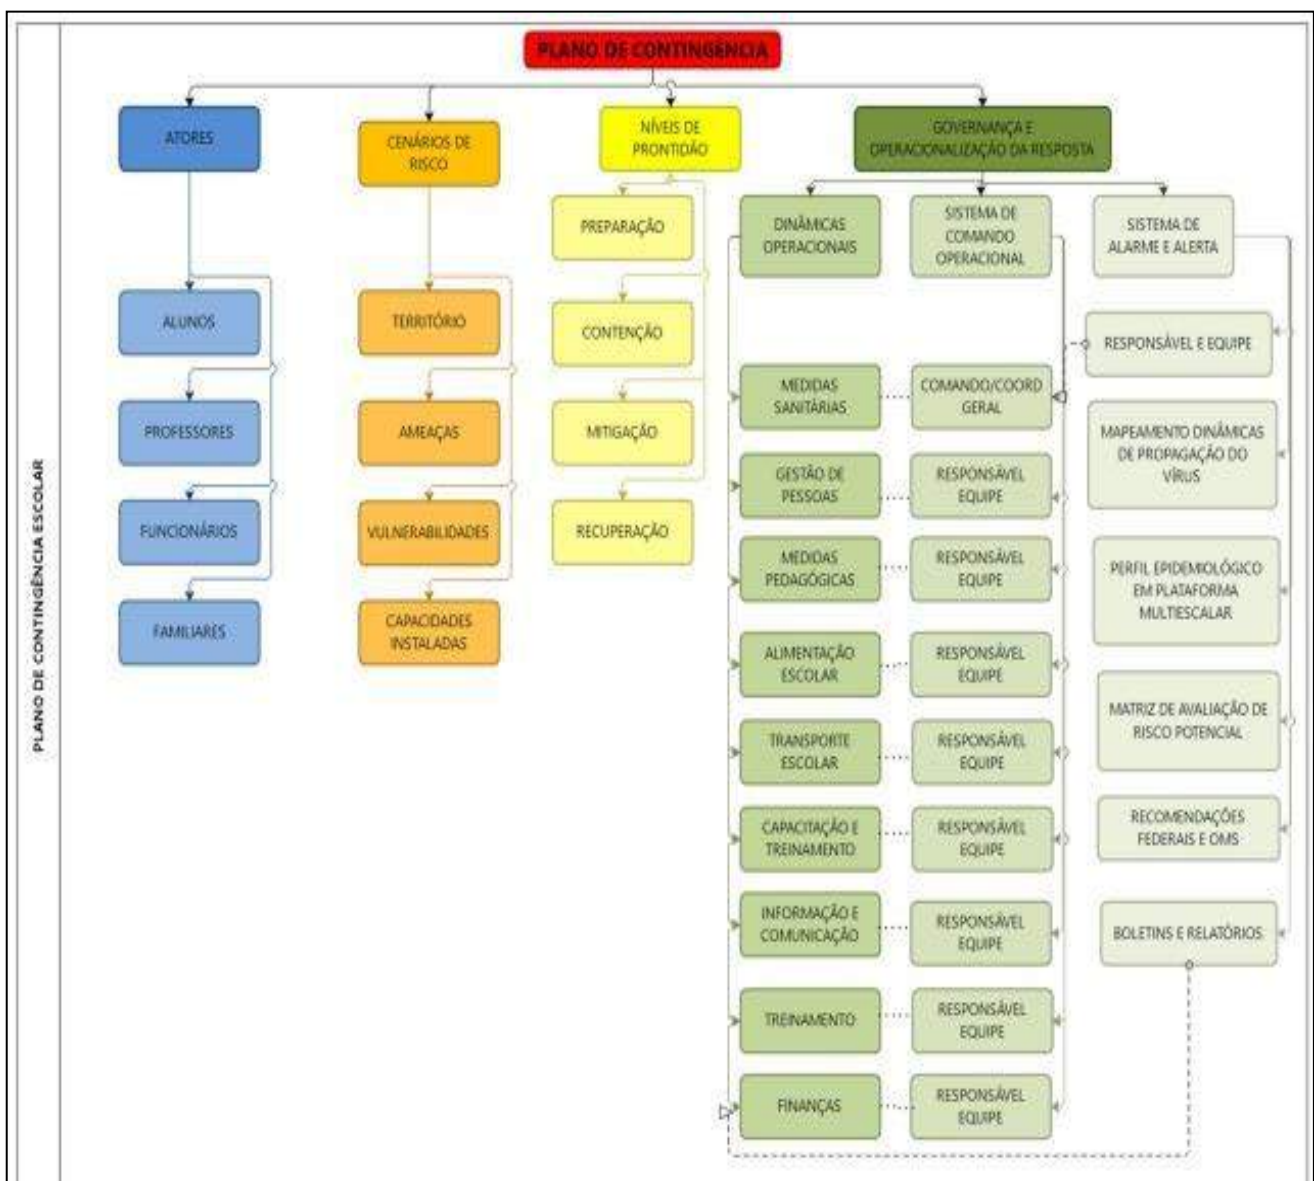 PLANO DE CONTINGÊNCIA ESCOLAR
PLANO DE CONTINGÊNCIA
ATORES
ALUNOS
PROFESSORES
FUNCIONÁRIOS
FAMILIARES
CENÁRIOS DE
RISCO
TERRITÓRIO
AMEAÇAS
VULNERABILIDADES
CAPACIDADES
INSTALADAS
NÍVEIS DE
PRONTIDÃO
PREPARAÇÃO
CONTENÇÃO
MITIGAÇÃO
RECUPERAÇÃO
GOVERNANÇA E
OPERACIONALIZAÇÃO DA RESPOSTA
DINÂMICAS
OPERACIONAIS
MEDIDAS
SANITÁRIAS
GESTÃO DE
PESSOAS
MEDIDAS
PEDAGÓGICAS
ALIMENTAÇÃO
ESCOLAR
TRANSPORTE
ESCOLAR
CAPACITAÇÃO E
TREINAMENTO
INFORMAÇÃO E
COMUNICAÇÃO
TREINAMENTO
FINANÇAS
SISTEMA DE
COMANDO
OPERACIONAL
COMANDO/COORD
GERAL
RESPONSÁVEL
EQUIPE
RESPONSÁVEL
EQUIPE
RESPONSÁVEL
EQUIPE
RESPONSÁVEL
EQUIPE
RESPONSÁVEL
EQUIPE
RESPONSÁVEL
EQUIPE
RESPONSÁVEL
EQUIPE
RESPONSÁVEL
EQUIPE
SISTEMA DE
ALARME E ALERTA
RESPONSÁVEL E EQUIPE
MAPEAMENTO DINÂMICAS
DE PROPAGAÇÃO DO
VÍRUS
PERFIL EPIDEMIOLÓGICO
EM PLATAFORMA
MULTIESCALAR
MATRIZ DE AVALIAÇÃO DE
RISCO POTENCIAL
RECOMENDAÇÕES
FEDERAIS E OMS
BOLETINS E RELATÓRIOS